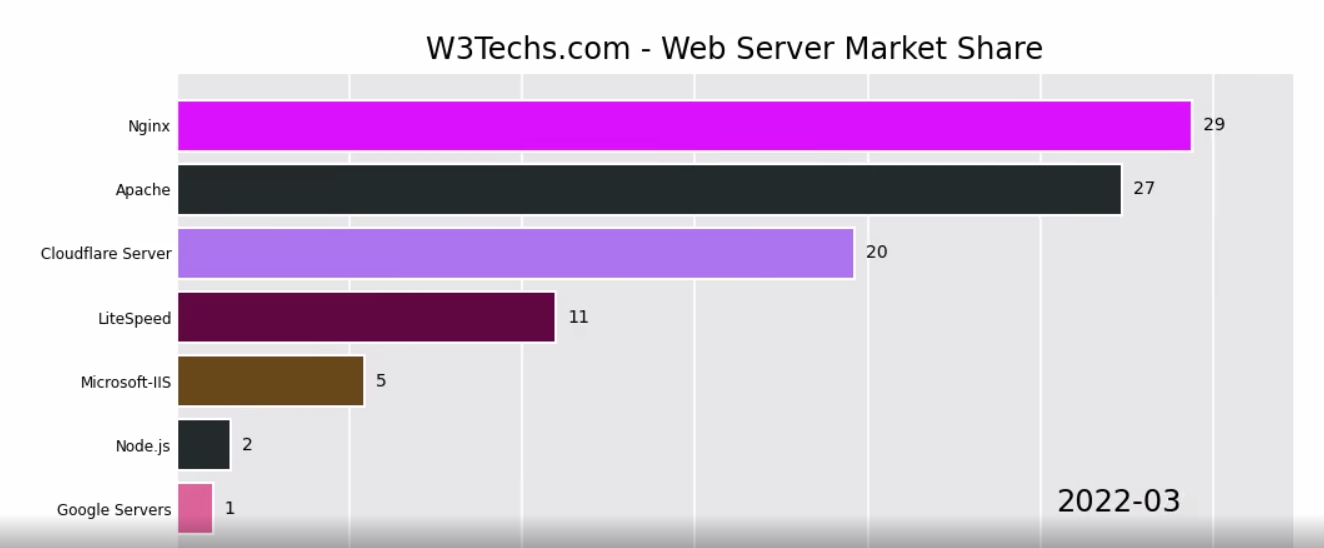 W3Techs.com - Web Server Market Share
Nginx 29
Apache 27
Cloudflare Server 20
LiteSpeed 11
Microsoft-IIS 5
Node.js 2
Google Servers 1
2022-03